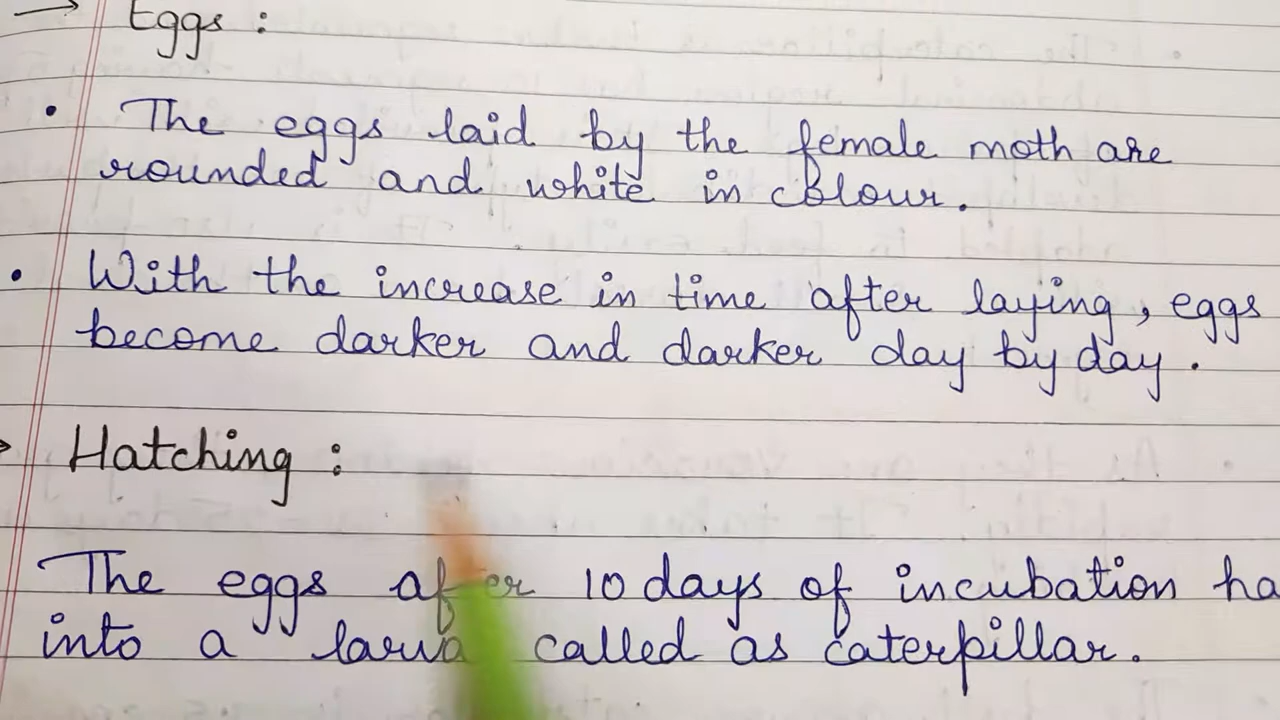 → Eggs :
• The eggs laid by the female moth are
rounded and white in colour.
• With the increase in time after laying, eggs
become darker and darker day by day.
→ Hatching :
The eggs after 10 days of incubation
into a larva called as caterpillar.